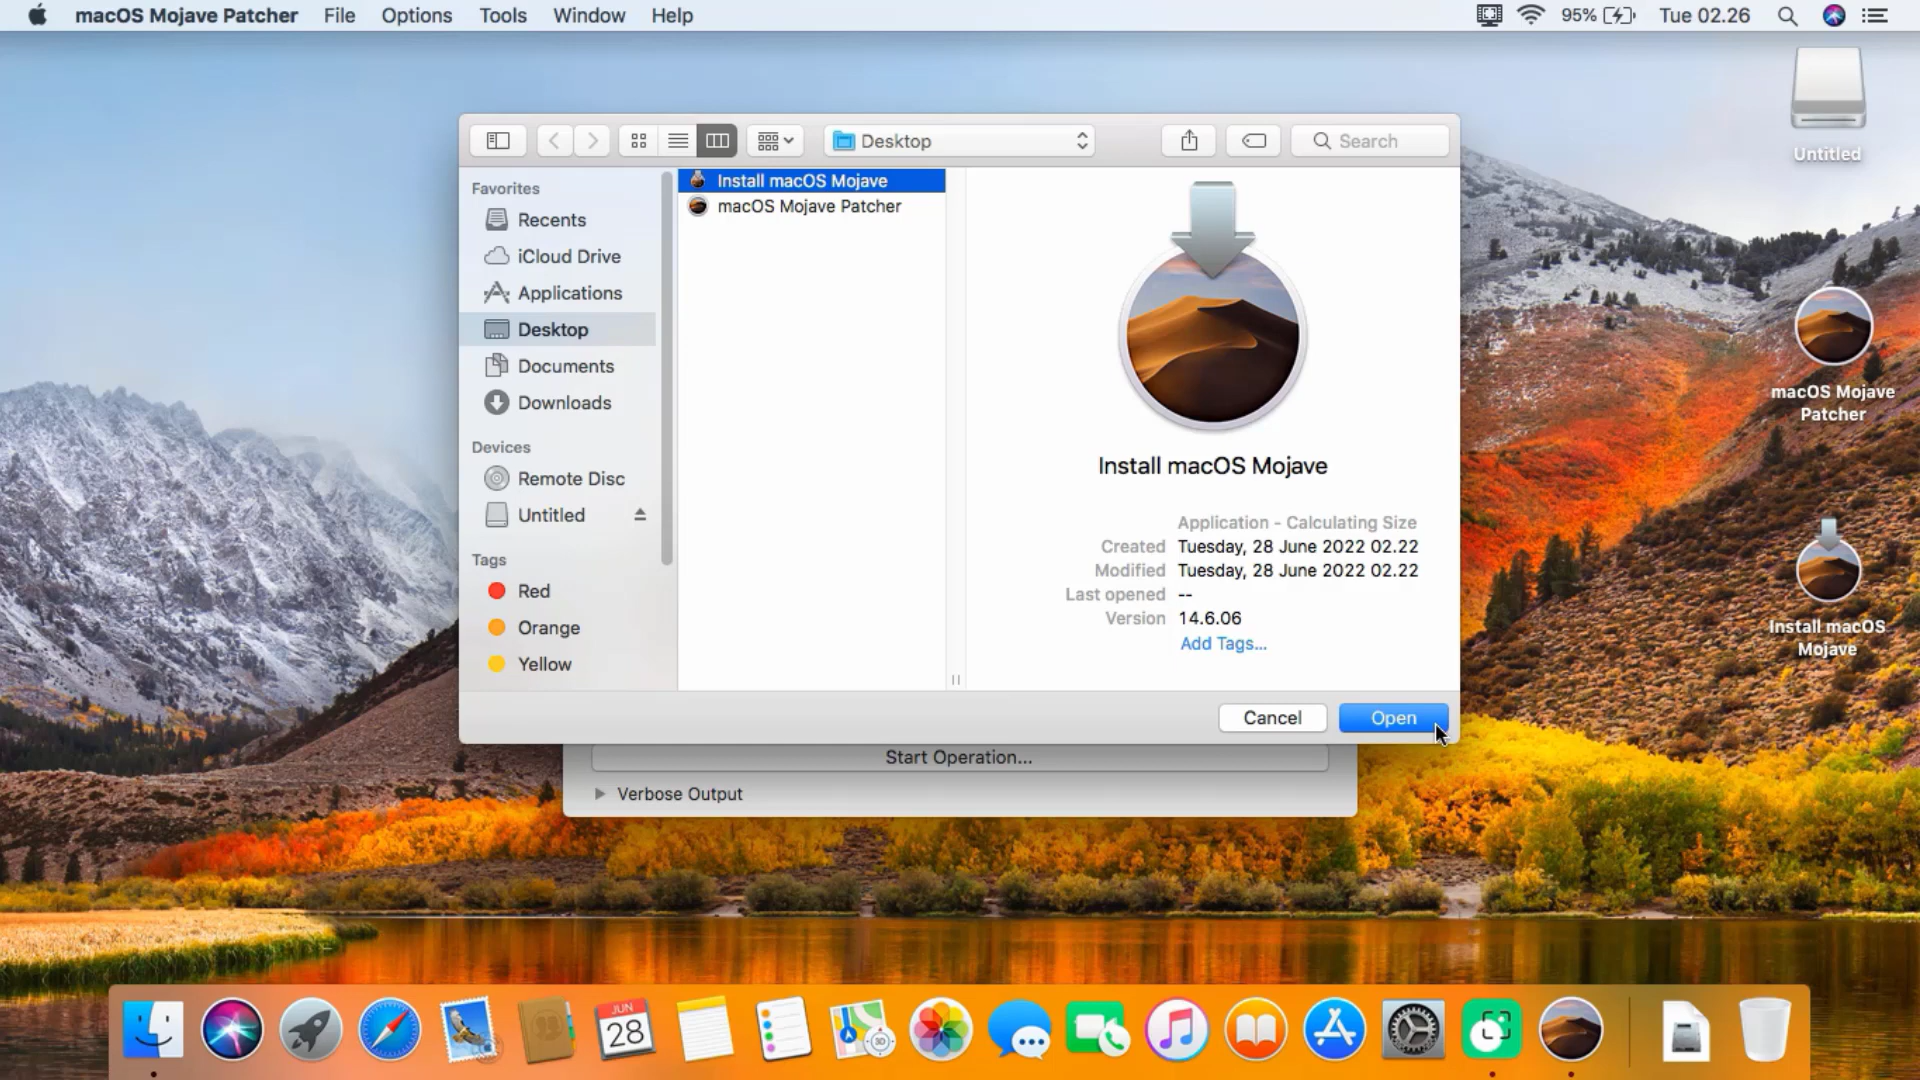 macOS Mojave Patcher File Options Tools Window Help
95% Tue 02.26
Desktop
Search
Favorites
Recents
iCloud Drive
Applications
Desktop
Documents
Downloads
Devices
Remote Disc
Untitled
Tags
Red
Orange
Yellow
Install macOS Mojave
macOS Mojave Patcher
Install macOS Mojave
Application - Calculating Size
Created Tuesday, 28 June 2022 02.22
Modified Tuesday, 28 June 2022 02.22
Last opened --
Version 14.6.06
Add Tags...
Cancel
Open
Start Operation...
Verbose Output
Untitled
macOS Mojave
Patcher
Install macOS
Mojave
JUN
28
3D